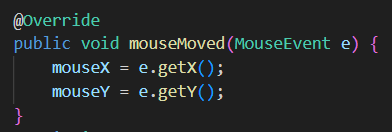 @Override
public void mouseMoved(MouseEvent e) {
    mouseX = e.getX();
    mouseY = e.getY();
}